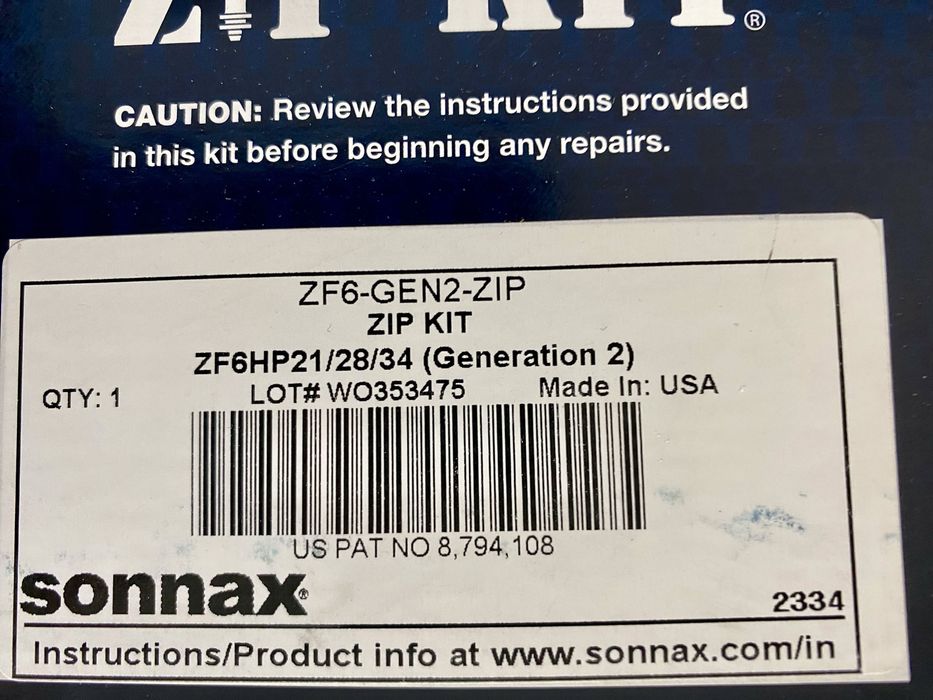 ZIP KIT®
CAUTION: Review the instructions provided
in this kit before beginning any repairs.
ZF6-GEN2-ZIP
ZIP KIT
ZF6HP21/28/34 (Generation 2)
QTY: 1 LOT# WO353475 Made In: USA
US PAT NO 8,794,108
sonnax®
2334
Instructions/Product info at www.sonnax.com/in